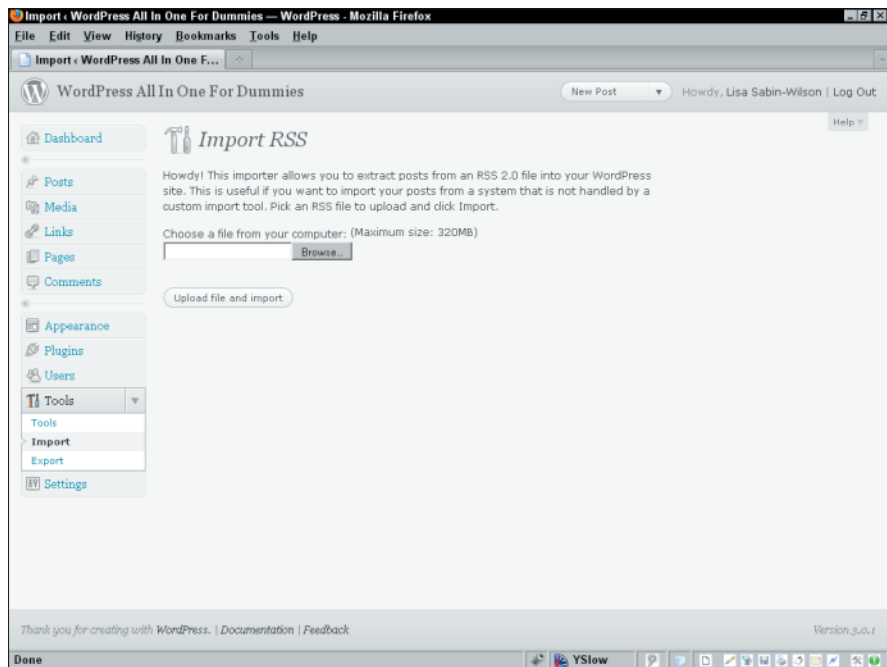 Import ‹ WordPress All In One For Dummies — WordPress - Mozilla Firefox
File Edit View History Bookmarks Tools Help
Import ‹ WordPress All In One F...
WordPress All In One For Dummies
New Post
Howdy, Lisa Sabin-Wilson | Log Out
Help
Dashboard
Posts
Media
Links
Pages
Comments
Appearance
Plugins
Users
Tools
Tools
Import
Export
Settings
Import RSS
Howdy! This importer allows you to extract posts from an RSS 2.0 file into your WordPress
site. This is useful if you want to import your posts from a system that is not handled by a
custom import tool. Pick an RSS file to upload and click Import.
Choose a file from your computer: (Maximum size: 320MB)
Browse...
Upload file and import
Thank you for creating with WordPress. | Documentation | Feedback
Version 3.0.1
Done
YSlow